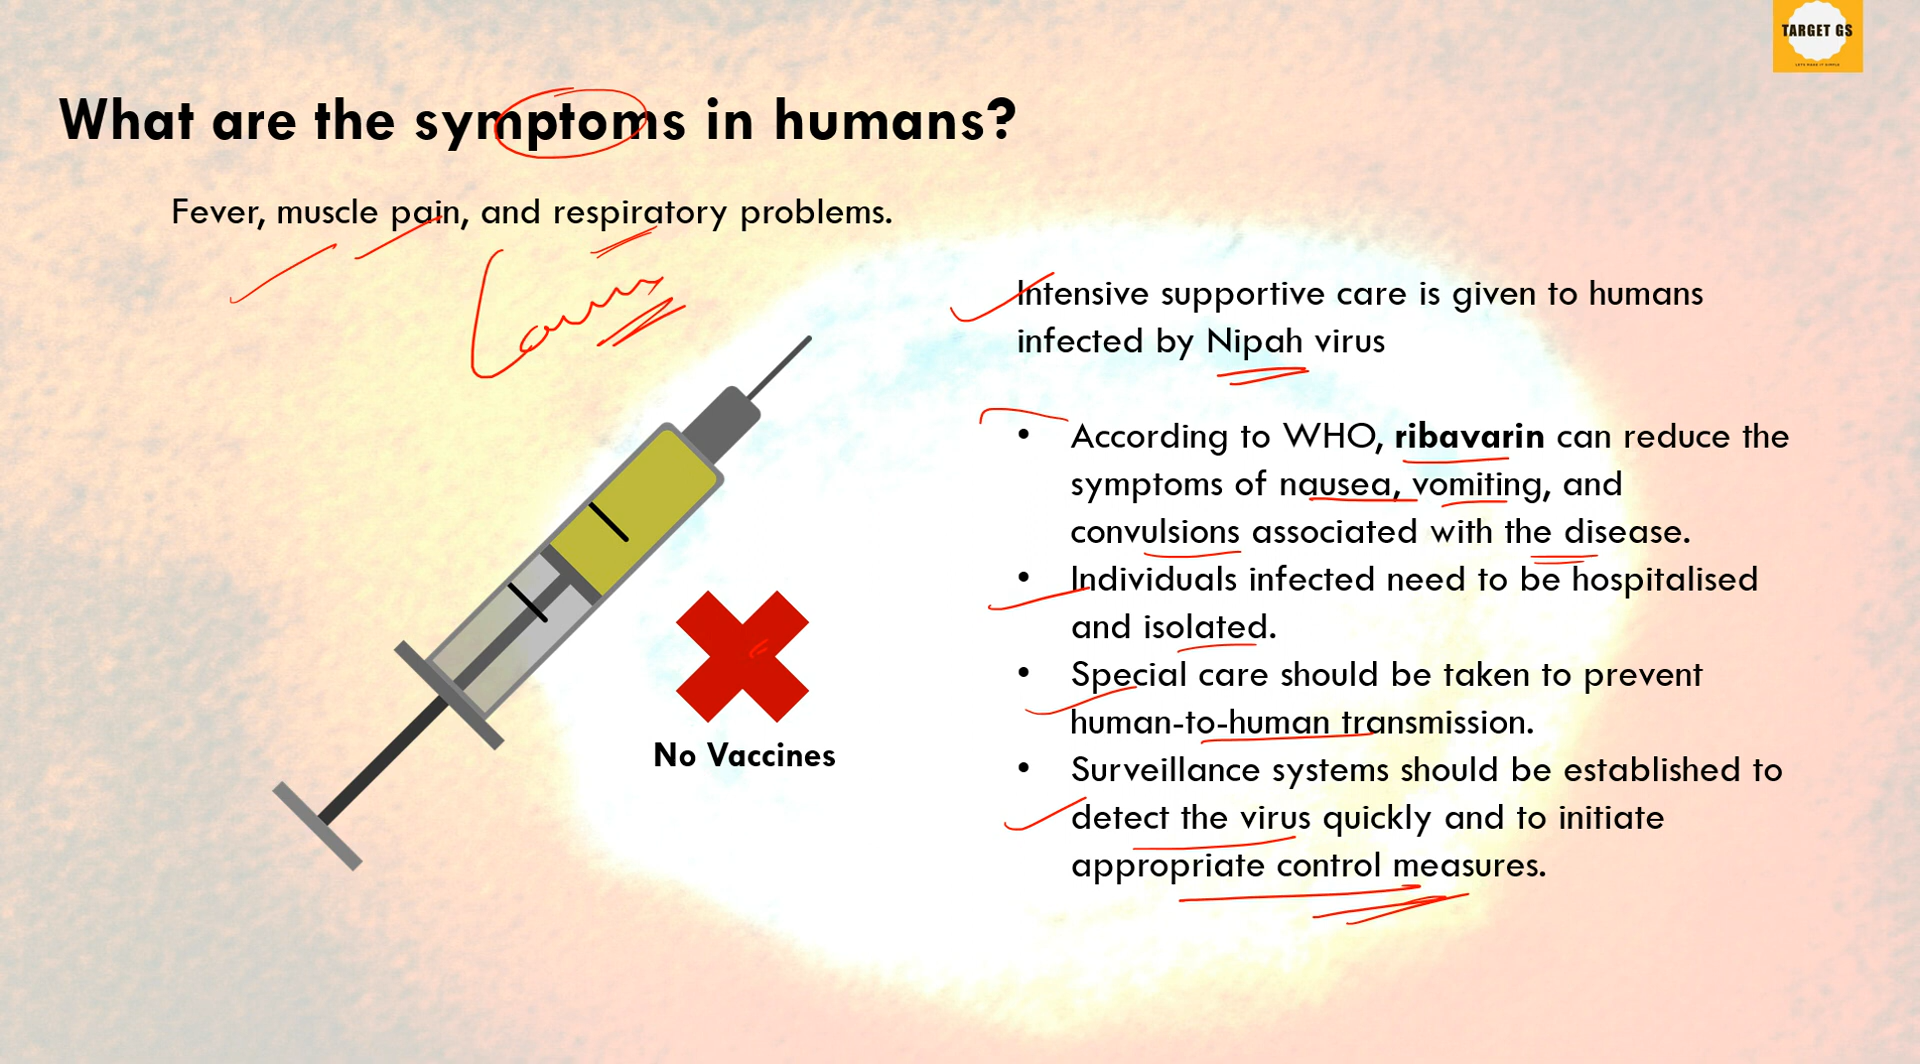 TARGET GS
What are the symptoms in humans?
Fever, muscle pain, and respiratory problems.
Intensive supportive care is given to humans
infected by Nipah virus
• According to WHO, ribavarin can reduce the
symptoms of nausea, vomiting, and
convulsions associated with the disease.
• Individuals infected need to be hospitalised
and isolated.
• Special care should be taken to prevent
human-to-human transmission.
• Surveillance systems should be established to
detect the virus quickly and to initiate
appropriate control measures.
No Vaccines